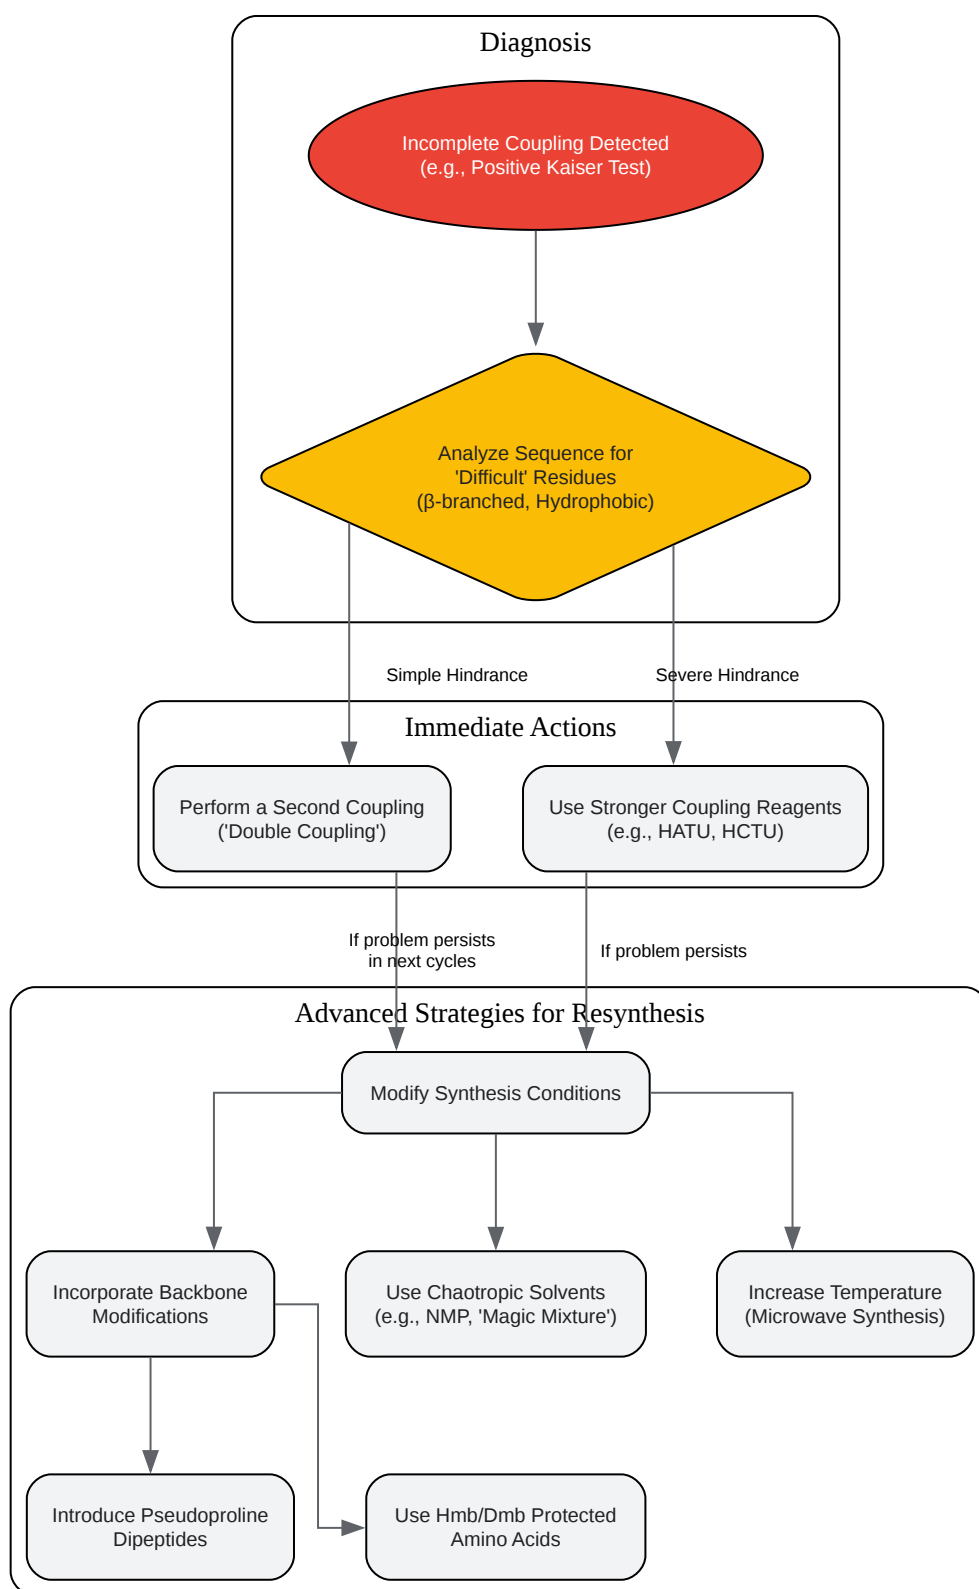 Diagnosis
Incomplete Coupling Detected
(e.g., Positive Kaiser Test)
Analyze Sequence for
'Difficult' Residues
(β-branched, Hydrophobic)
Simple Hindrance
Severe Hindrance
Immediate Actions
Perform a Second Coupling
('Double Coupling')
Use Stronger Coupling Reagents
(e.g., HATU, HCTU)
If problem persists
in next cycles
If problem persists
Advanced Strategies for Resynthesis
Modify Synthesis Conditions
Incorporate Backbone
Modifications
Use Chaotropic Solvents
(e.g., NMP, 'Magic Mixture')
Increase Temperature
(Microwave Synthesis)
Introduce Pseudoproline
Dipeptides
Use Hmb/Dmb Protected
Amino Acids